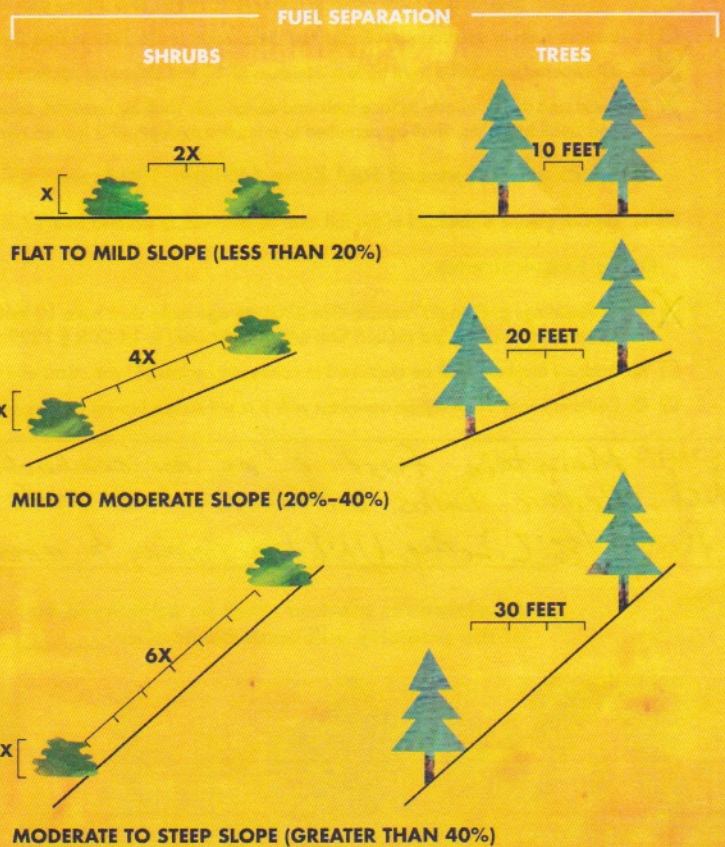 FUEL SEPARATION
SHRUBS TREES
2X
X
10 FEET
FLAT TO MILD SLOPE (LESS THAN 20%)
4X
X
20 FEET
MILD TO MODERATE SLOPE (20%–40%)
6X
X
30 FEET
MODERATE TO STEEP SLOPE (GREATER THAN 40%)